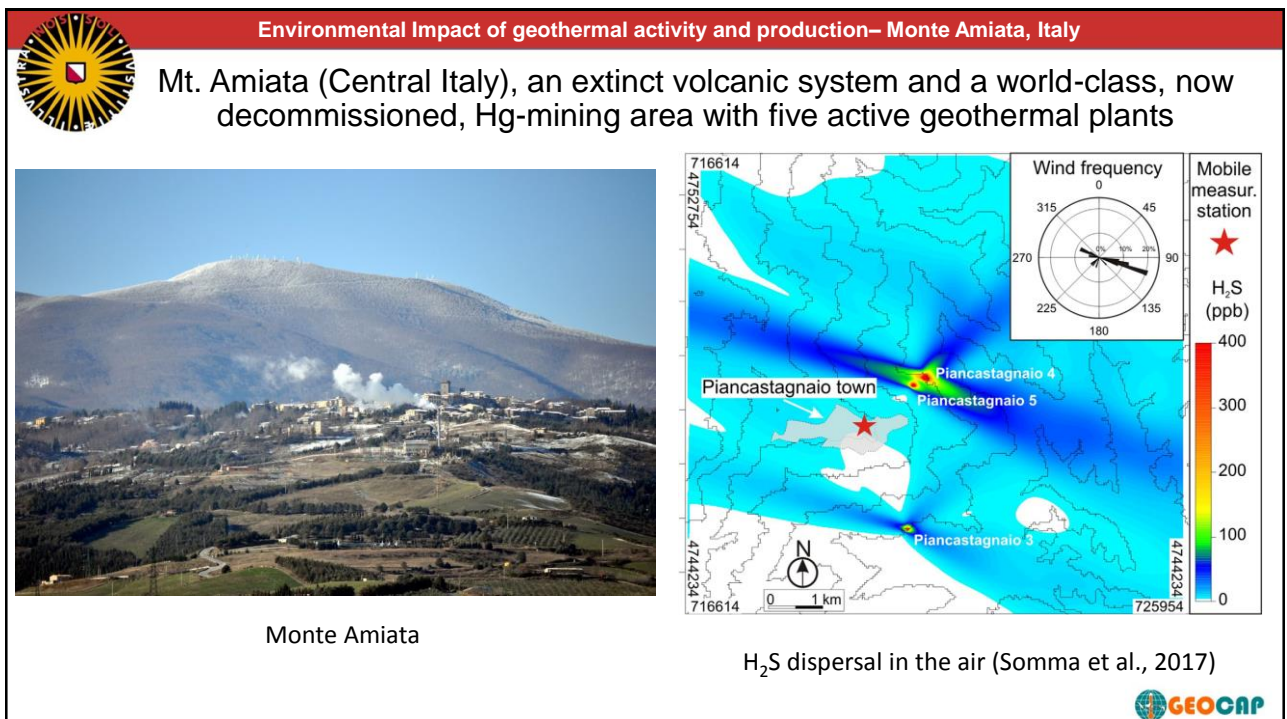 Environmental Impact of geothermal activity and production– Monte Amiata, Italy
Mt. Amiata (Central Italy), an extinct volcanic system and a world-class, now
decommissioned, Hg-mining area with five active geothermal plants
716614
4752754
Wind frequency
0
315
45
0%
10%
20%
270
90
225
135
180
Mobile
measur.
station
H₂S
(ppb)
400
300
200
100
0
Piancastagnaio 4
Piancastagnaio town
Piancastagnaio 5
Piancastagnaio 3
N
0 1 km
4744234
716614
4744234
725954
Monte Amiata
H₂S dispersal in the air (Somma et al., 2017)
GEOCAP